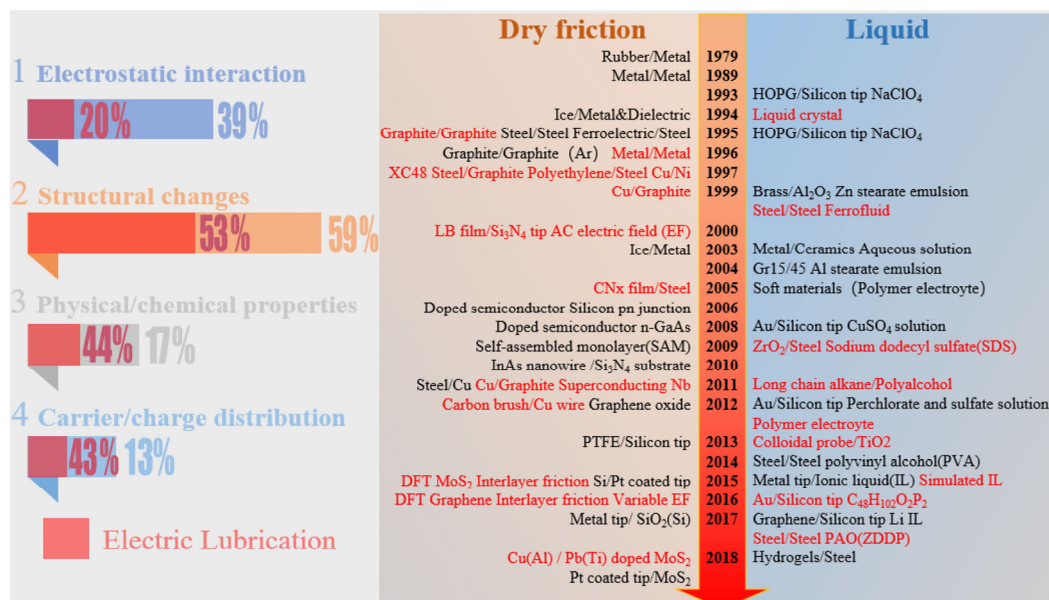 Dry friction
Liquid
1 Electrostatic interaction
20% 39%
2 Structural changes
53% 59%
3 Physical/chemical properties
44% 17%
4 Carrier/charge distribution
43% 13%
Electric Lubrication
Rubber/Metal 1979
Metal/Metal 1989
1993 HOPG/Silicon tip NaClO₄
Ice/Metal&Dielectric 1994 Liquid crystal
Graphite/Graphite Steel/Steel Ferroelectric/Steel 1995 HOPG/Silicon tip NaClO₄
Graphite/Graphite (Ar) Metal/Metal 1996
XC48 Steel/Graphite Polyethylene/Steel Cu/Ni 1997
Cu/Graphite 1999 Brass/Al₂O₃ Zn stearate emulsion
Steel/Steel Ferrofluid
LB film/Si₃N₄ tip AC electric field (EF) 2000
Ice/Metal 2003 Metal/Ceramics Aqueous solution
2004 Gr15/45 Al stearate emulsion
CNx film/Steel 2005 Soft materials (Polymer electroyte)
Doped semiconductor Silicon pn junction 2006
Doped semiconductor n-GaAs 2008 Au/Silicon tip CuSO₄ solution
Self-assembled monolayer(SAM) 2009 ZrO₂/Steel Sodium dodecyl sulfate(SDS)
InAs nanowire /Si₃N₄ substrate 2010
Steel/Cu Cu/Graphite Superconducting Nb 2011 Long chain alkane/Polyalcohol
Carbon brush/Cu wire Graphene oxide 2012 Au/Silicon tip Perchlorate and sulfate solution
Polymer electroyte
PTFE/Silicon tip 2013 Colloidal probe/TiO2
2014 Steel/Steel polyvinyl alcohol(PVA)
DFT MoS₂ Interlayer friction Si/Pt coated tip 2015 Metal tip/Ionic liquid(IL) Simulated IL
DFT Graphene Interlayer friction Variable EF 2016 Au/Silicon tip C₄₈H₁₀₂O₂P₂
Metal tip/ SiO₂(Si) 2017 Graphene/Silicon tip Li IL
Steel/Steel PAO(ZDDP)
Cu(Al) / Pb(Ti) doped MoS₂ 2018 Hydrogels/Steel
Pt coated tip/MoS₂